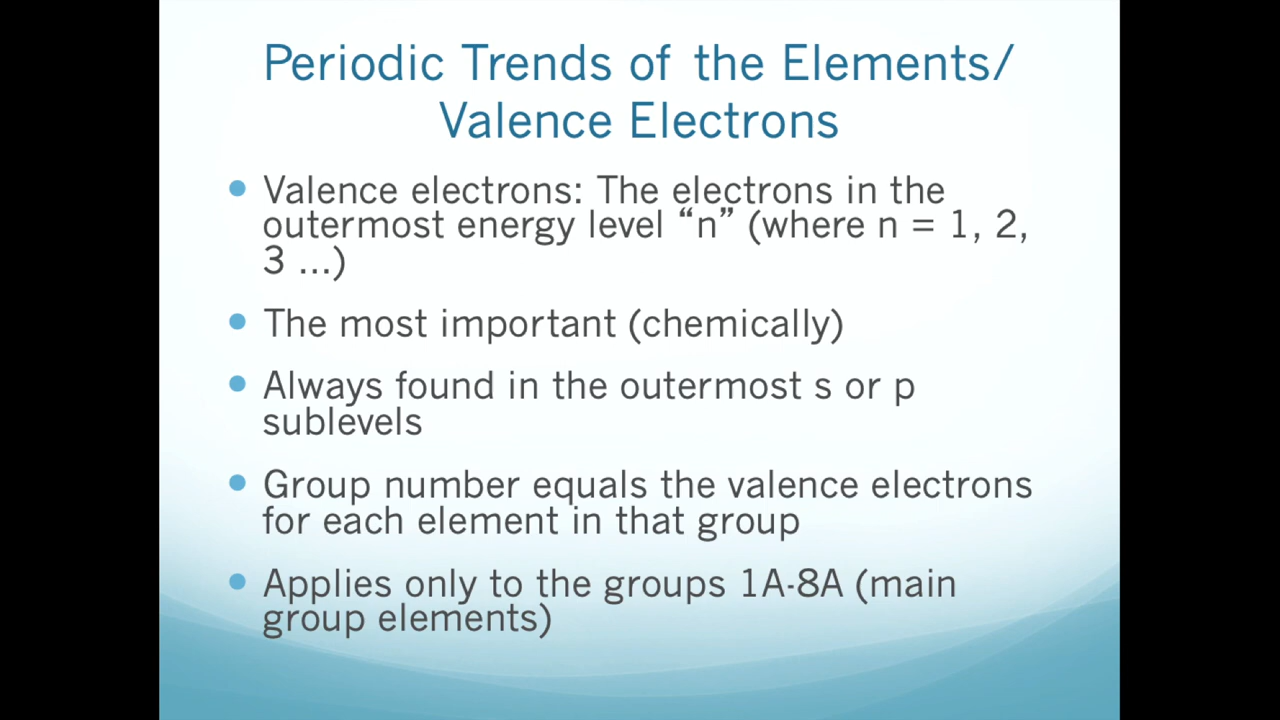 Periodic Trends of the Elements/
Valence Electrons
• Valence electrons: The electrons in the
outermost energy level “n” (where n = 1, 2,
3 ...)
• The most important (chemically)
• Always found in the outermost s or p
sublevels
• Group number equals the valence electrons
for each element in that group
• Applies only to the groups 1A-8A (main
group elements)